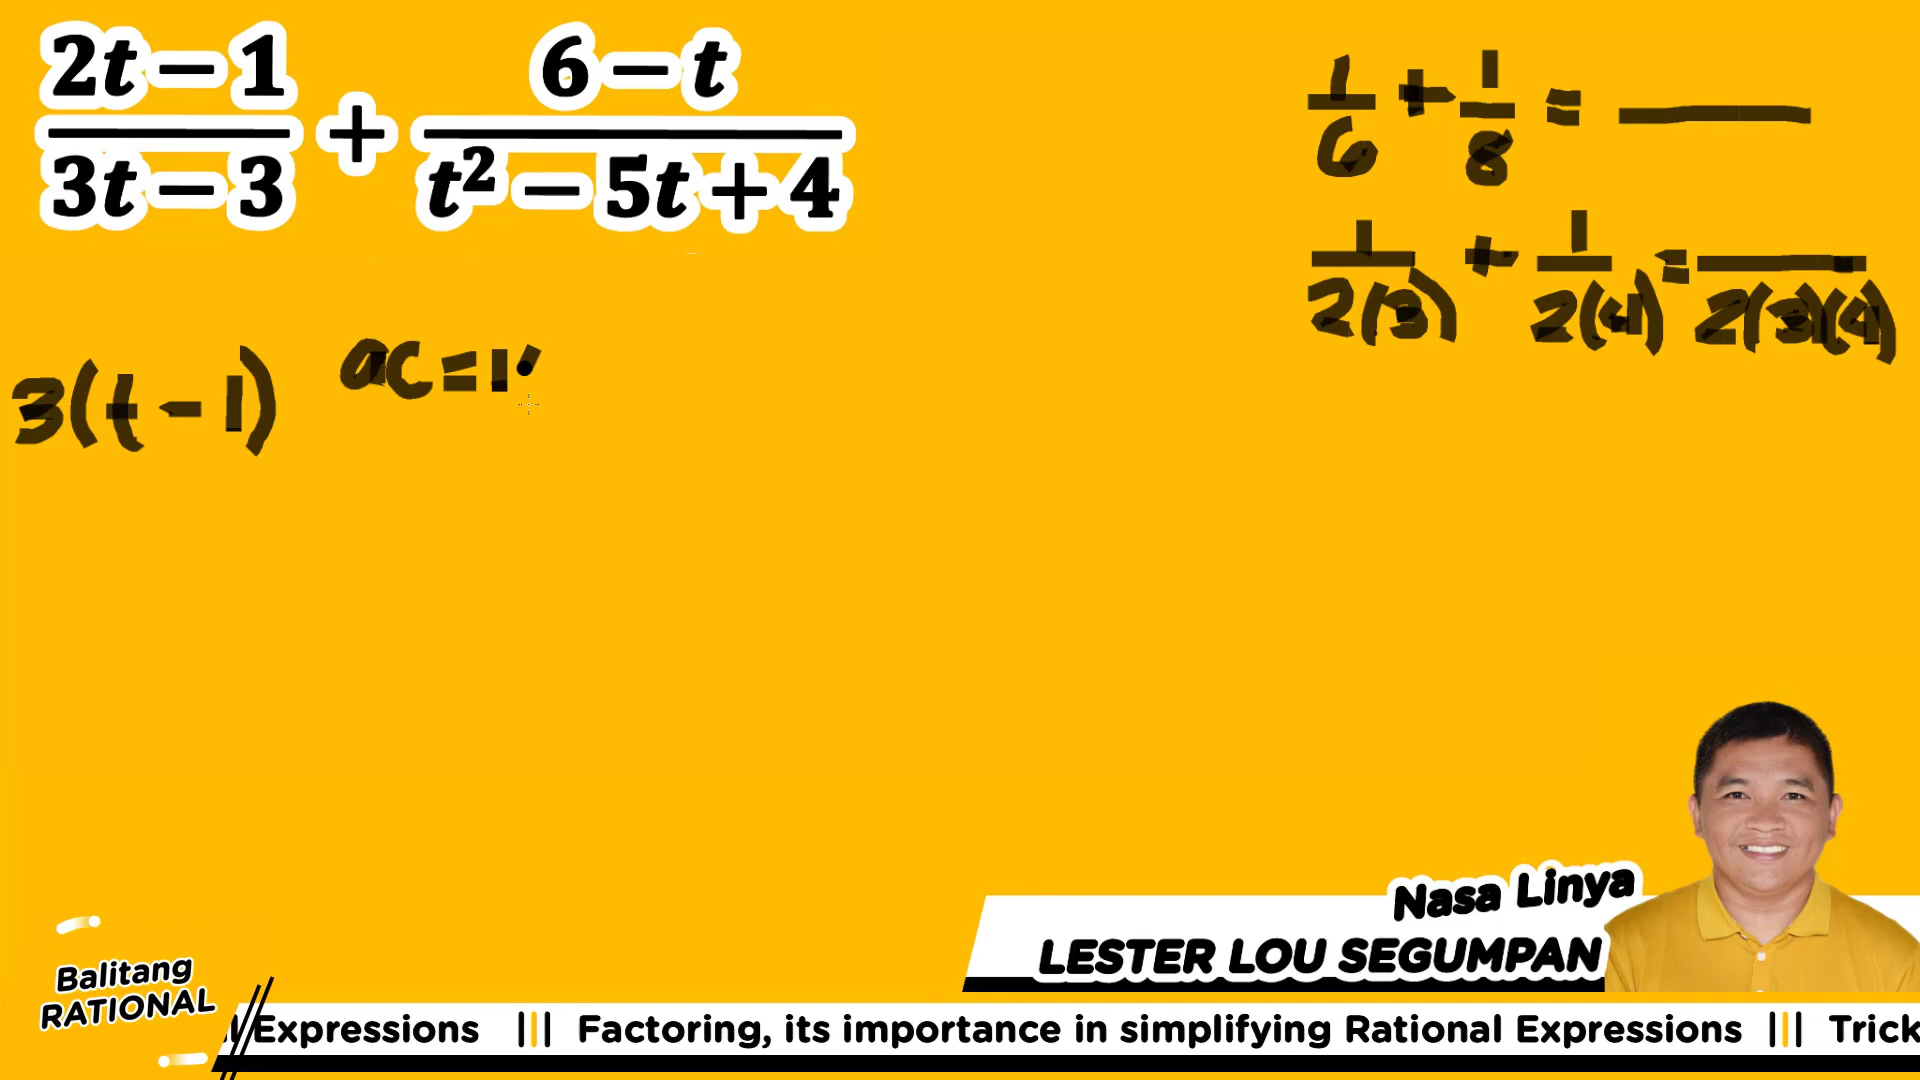 2t − 1 / 3t − 3 + 6 − t / t² − 5t + 4
1/6 + 1/8 =
1/2(3) + 1/2(4) = /2(3)(4)
3(t − 1) ac = 1
Nasa Linya
LESTER LOU SEGUMPAN
Balitang
RATIONAL
Expressions ||| Factoring, its importance in simplifying Rational Expressions ||| Trick